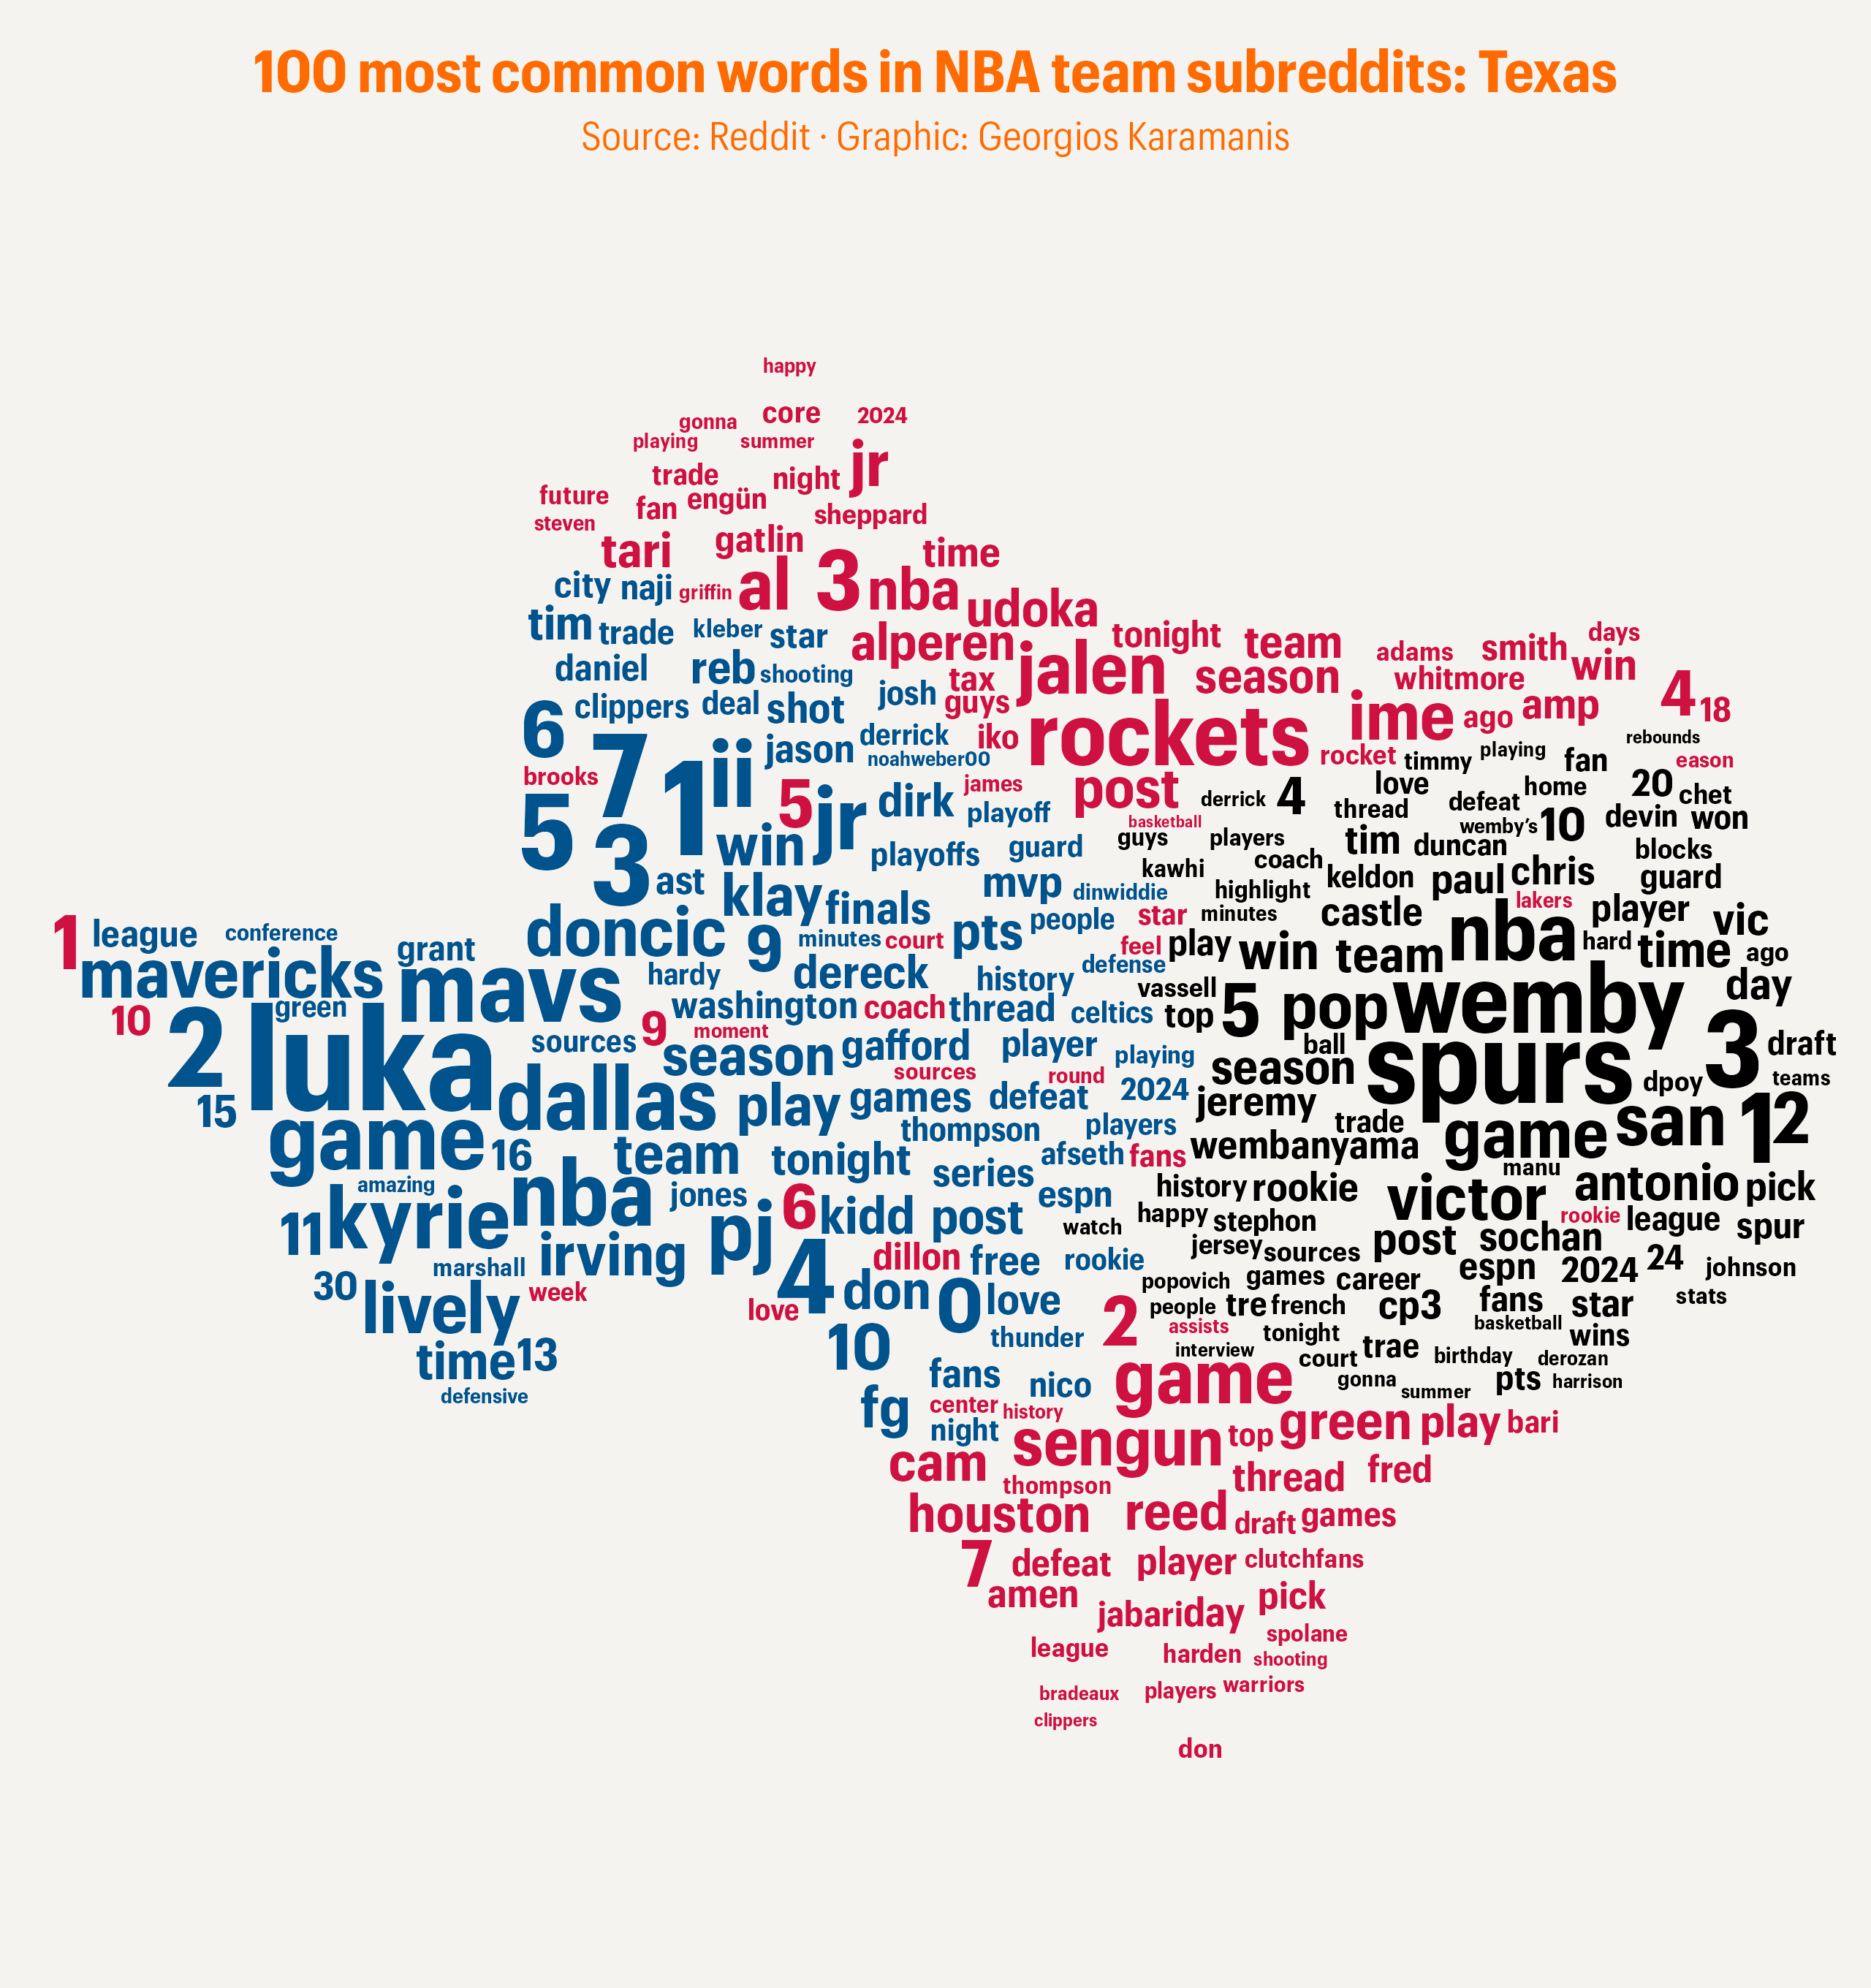 100 most common words in NBA team subreddits: Texas
Source: Reddit · Graphic: Georgios Karamanis
happy
gonna core 2024
playing summer jr
trade night
future fan engün
steven sheppard
tari gatlin time
city naji griffin al 3 nba udoka
tim trade kleber star alperen tonight team adams smith days
daniel reb shooting josh tax jalen season whitmore win
6 clippers deal shot guys ime ago amp 4 18
7 1 ii jason derrick iko rockets rocket timmy playing fan rebounds
brooks noahweber00 eason
5 3 5 jr dirk james post derrick 4 love home 20 chet
playoff basketball thread defeat wemby's 10 devin won
win playoffs guard guys players tim duncan blocks
ast klay mvp dinwiddie kawhi coach highlight keldon paul chris guard
1 league conference grant doncic 9 finals pts people star minutes castle lakers player vic
minutes court feel play win team nba hard time ago
mavericks mavs hardy dereck history defense vassell day
10 2 green luka sources 9 washington coach thread celtics top 5 pop wemby
moment season gafford player playing ball spurs 3 draft
15 dallas sources round season dpoy teams
play games defeat 2024 jeremy trade san 1 2
game 16 team tonight thompson players wembanyama game
amazing nba jones series afseth fans manu
11 kyrie pj 6 kidd post espn history rookie victor antonio pick
watch happy stephon rookie league spur
marshall irving 4 dillon free rookie jersey sources post sochan
30 lively week love don 0 love popovich games career espn 2024 24 johnson
2 people tre french cp3 fans star stats
time 13 10 thunder assists tonight basketball wins
interview court trae birthday derozan
defensive fans nico game gonna summer pts harrison
fg center history
night sengun top green play bari
cam thompson thread fred
houston reed draft games
7 defeat player clutchfans
amen jabari day pick
spolane
league harden shooting
bradeaux players warriors
clippers
don